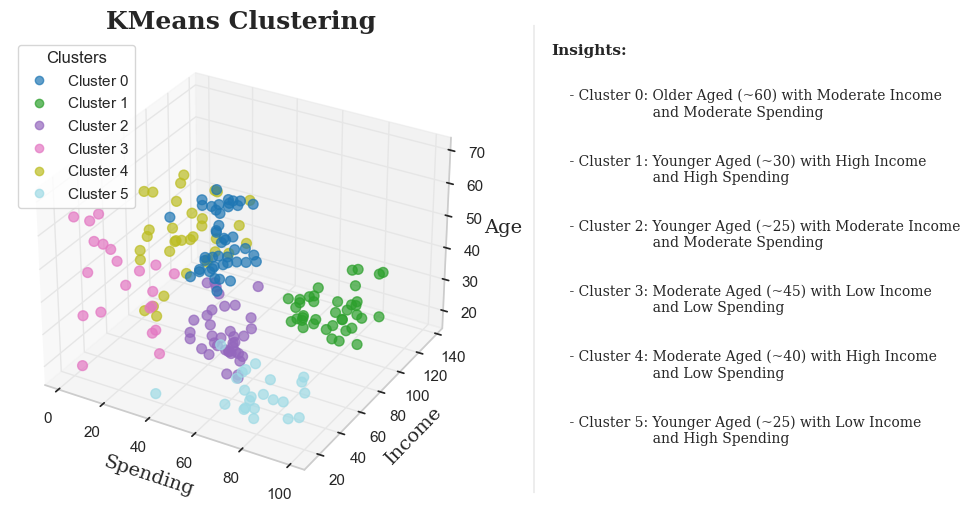 KMeans Clustering
Clusters
Cluster 0
Cluster 1
Cluster 2
Cluster 3
Cluster 4
Cluster 5
70
60
50
40
30
20
Age
140
120
100
80
60
40
20
Income
0
20
40
60
80
100
Spending
Insights:
- Cluster 0: Older Aged (~60) with Moderate Income
and Moderate Spending
- Cluster 1: Younger Aged (~30) with High Income
and High Spending
- Cluster 2: Younger Aged (~25) with Moderate Income
and Moderate Spending
- Cluster 3: Moderate Aged (~45) with Low Income
and Low Spending
- Cluster 4: Moderate Aged (~40) with High Income
and Low Spending
- Cluster 5: Younger Aged (~25) with Low Income
and High Spending